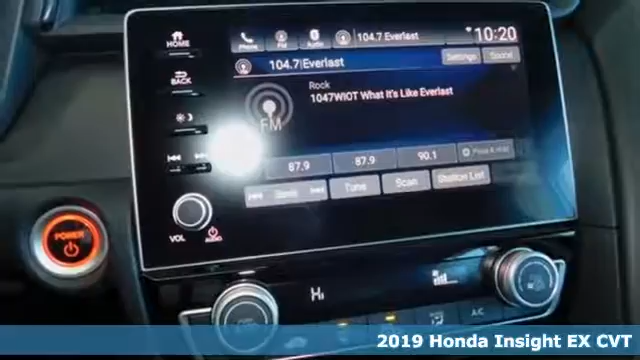 HOME
Phone FM Audio 104.7|Everlast 10:20
104.7|Everlast Settings Sound
BACK
Rock
1047WIOT What It's Like Everlast
FM
87.9 87.9 90.1
Tune Scan Station List
VOL AUDIO
POWER
Hi
A/C
2019 Honda Insight EX CVT